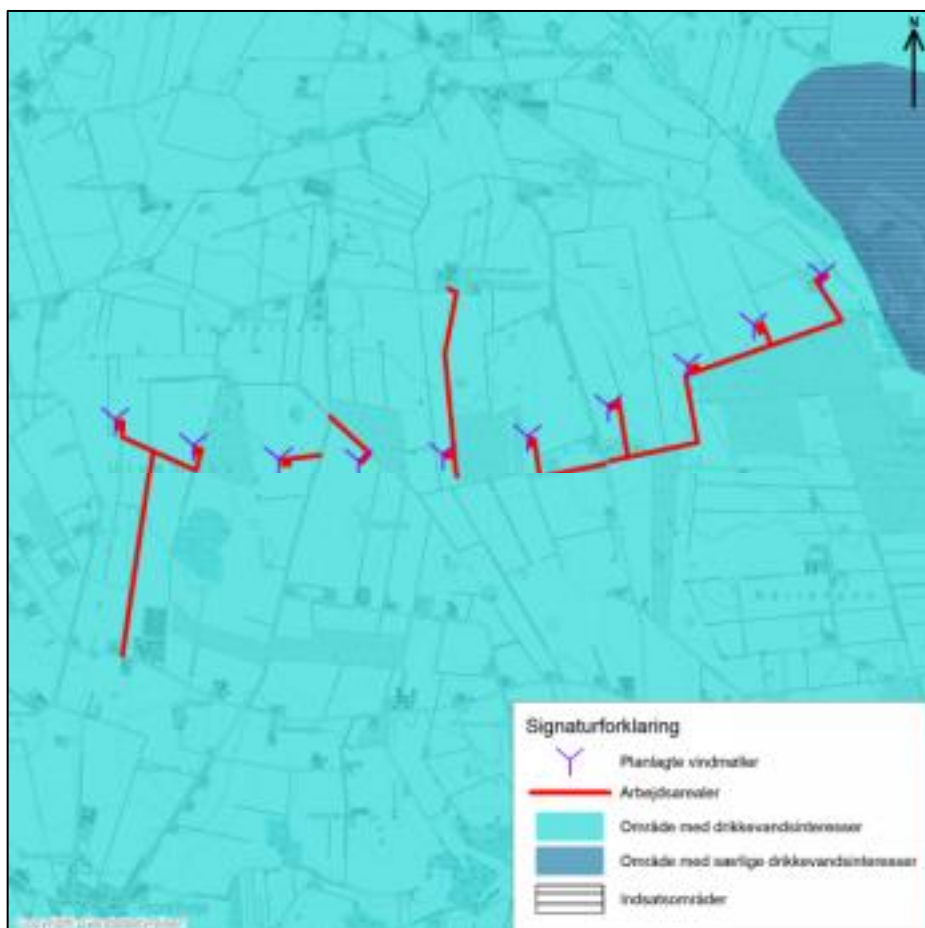 N
Signaturforklaring
Planlagte vindmøller
Arbejdsarealer
Område med drikkevandsinteresser
Område med særlige drikkevandsinteresser
Indsatsområder